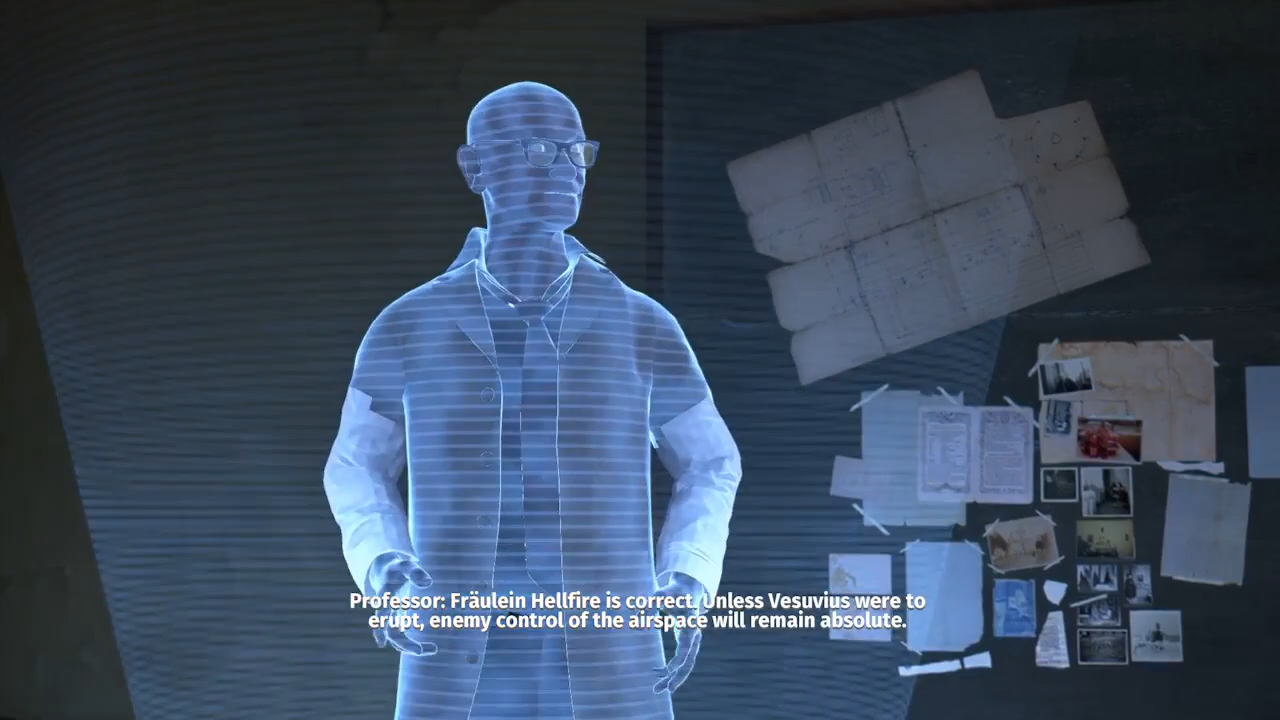 Professor: Fräulein Hellfire is correct. Unless Vesuvius were to
erupt, enemy control of the airspace will remain absolute.